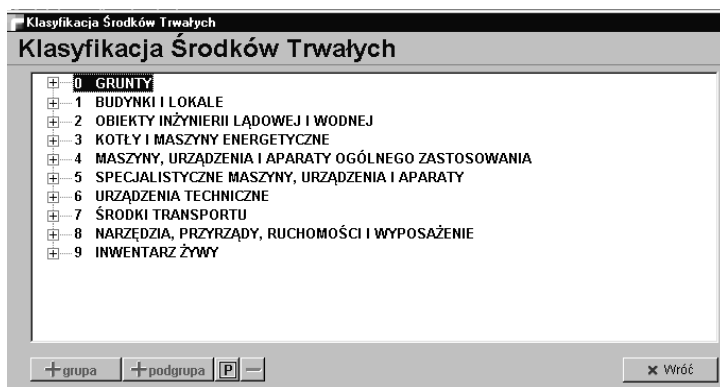 Klasyfikacja Środków Trwałych
Klasyfikacja Środków Trwałych
0 GRUNTY
1 BUDYNKI I LOKALE
2 OBIEKTY INŻYNIERII LĄDOWEJ I WODNEJ
3 KOTŁY I MASZYNY ENERGETYCZNE
4 MASZYNY, URZĄDZENIA I APARATY OGÓLNEGO ZASTOSOWANIA
5 SPECJALISTYCZNE MASZYNY, URZĄDZENIA I APARATY
6 URZĄDZENIA TECHNICZNE
7 ŚRODKI TRANSPORTU
8 NARZĘDZIA, PRZYRZĄDY, RUCHOMOŚCI I WYPOSAŻENIE
9 INWENTARZ ŻYWY
+grupa +podgrupa P — × Wróć